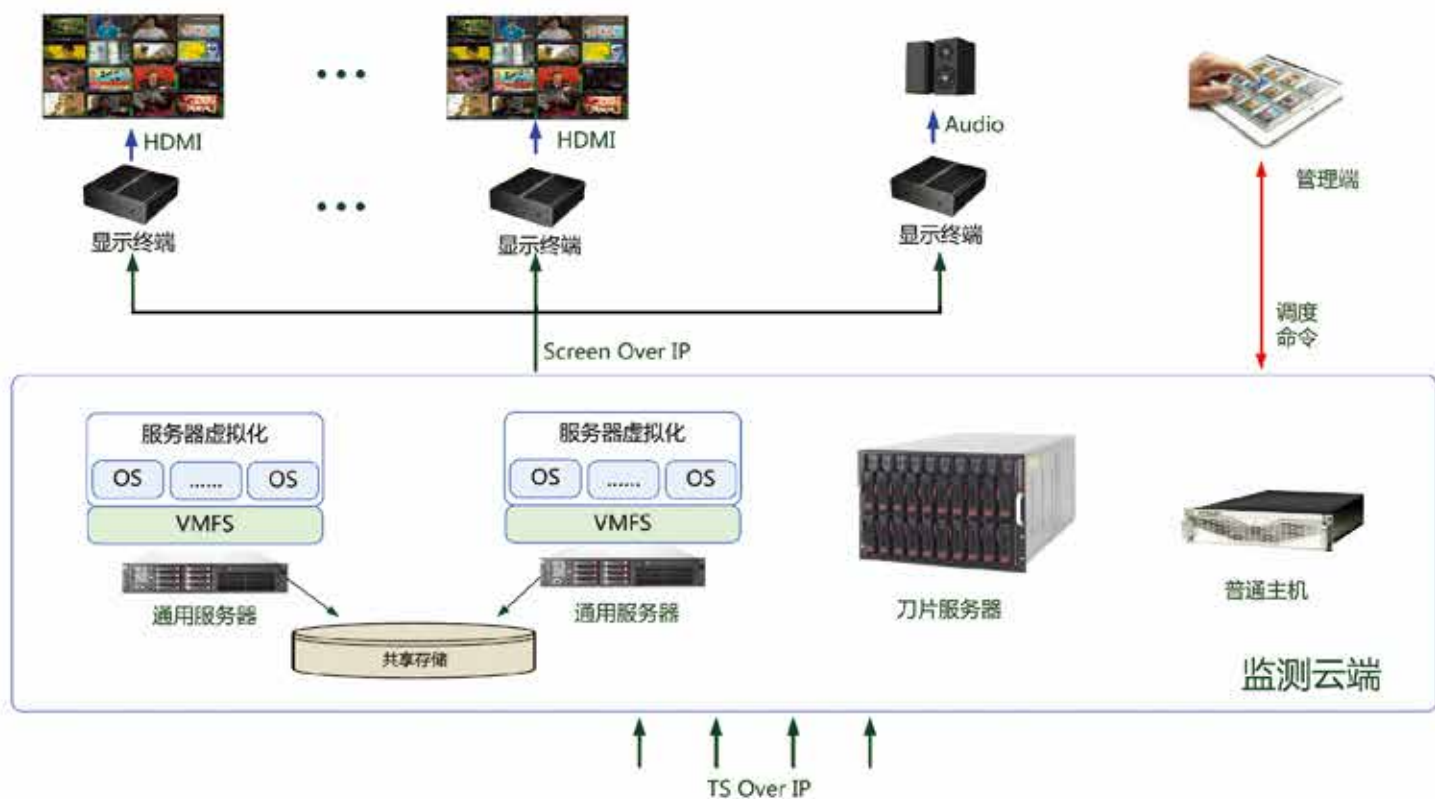 HDMI
HDMI
Audio
显示终端
显示终端
显示终端
管理端
Screen Over IP
调度
命令
服务器虚拟化
OS
......
OS
VMFS
通用服务器
服务器虚拟化
OS
......
OS
VMFS
通用服务器
共享存储
刀片服务器
普通主机
监测云端
TS Over IP